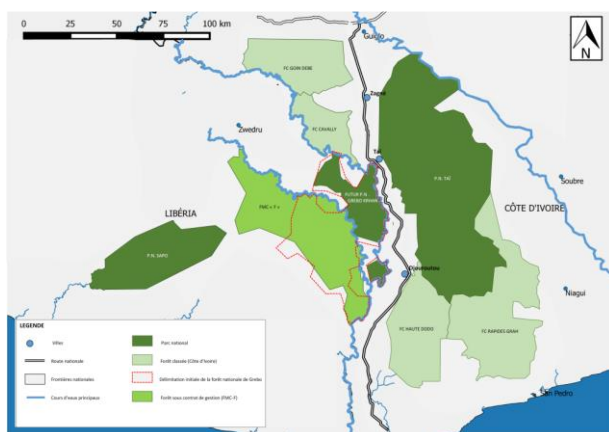 0 25 50 75 100 km
N
Guiglo
FC GOIN DEBE
Zagné
FC CAVALLY
Zwedru
Taï
P.N. TAÏ
Soubre
FUTUR P.N.
GREBO KRAHN
CÔTE D'IVOIRE
FMC « F »
LIBÉRIA
P.N. SAPO
Djouroutou
Niagui
FC HAUTE DODO
FC RAPIDES GRAH
San Pedro
LEGENDE
Villes
Parc national
Route nationale
Forêt classée (Côte d'Ivoire)
Frontières nationales
Délimitation initiale de la forêt nationale de Grebo
Cours d'eaux principaux
Forêt sous contrat de gestion (FMC-F)